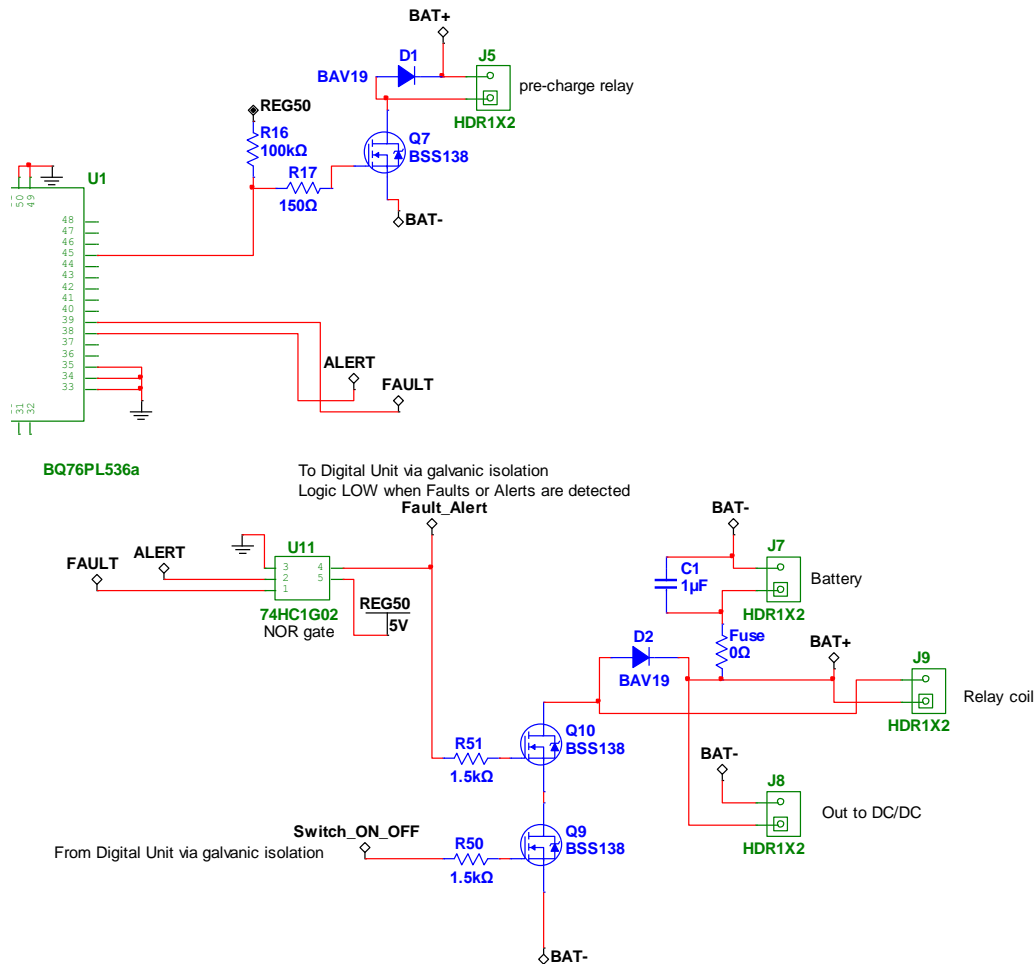 BAT+
D1
J5
BAV19
pre-charge relay
HDR1X2
REG50
R16
100kΩ
Q7
BSS138
R17
150Ω
U1
50
49
48
47
46
45
44
43
42
41
40
39
38
37
36
35
34
33
31
32
BAT-
ALERT
FAULT
BQ76PL536a
To Digital Unit via galvanic isolation
Logic LOW when Faults or Alerts are detected
Fault_Alert
BAT-
U11
J7
ALERT
FAULT
3
4
2
5
1
C1
1µF
Battery
HDR1X2
74HC1G02
NOR gate
REG50
5V
D2
BAV19
Fuse
0Ω
BAT+
J9
Relay coil
HDR1X2
Q10
BSS138
R51
1.5kΩ
BAT-
J8
Out to DC/DC
HDR1X2
Switch_ON_OFF
From Digital Unit via galvanic isolation
R50
1.5kΩ
Q9
BSS138
BAT-